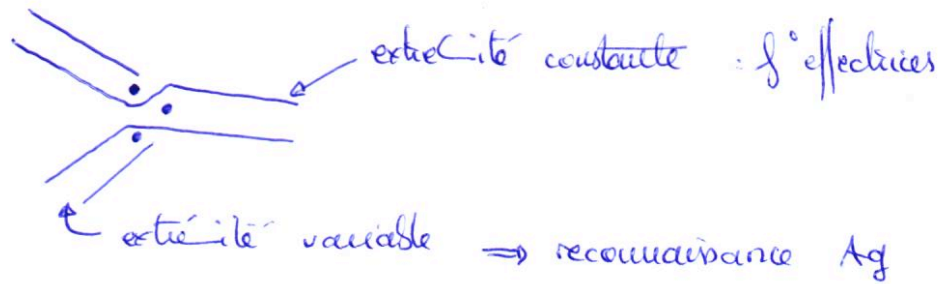 extrémité constante : f° effectrices
extrémité variable ⇒ reconnaissance Ag